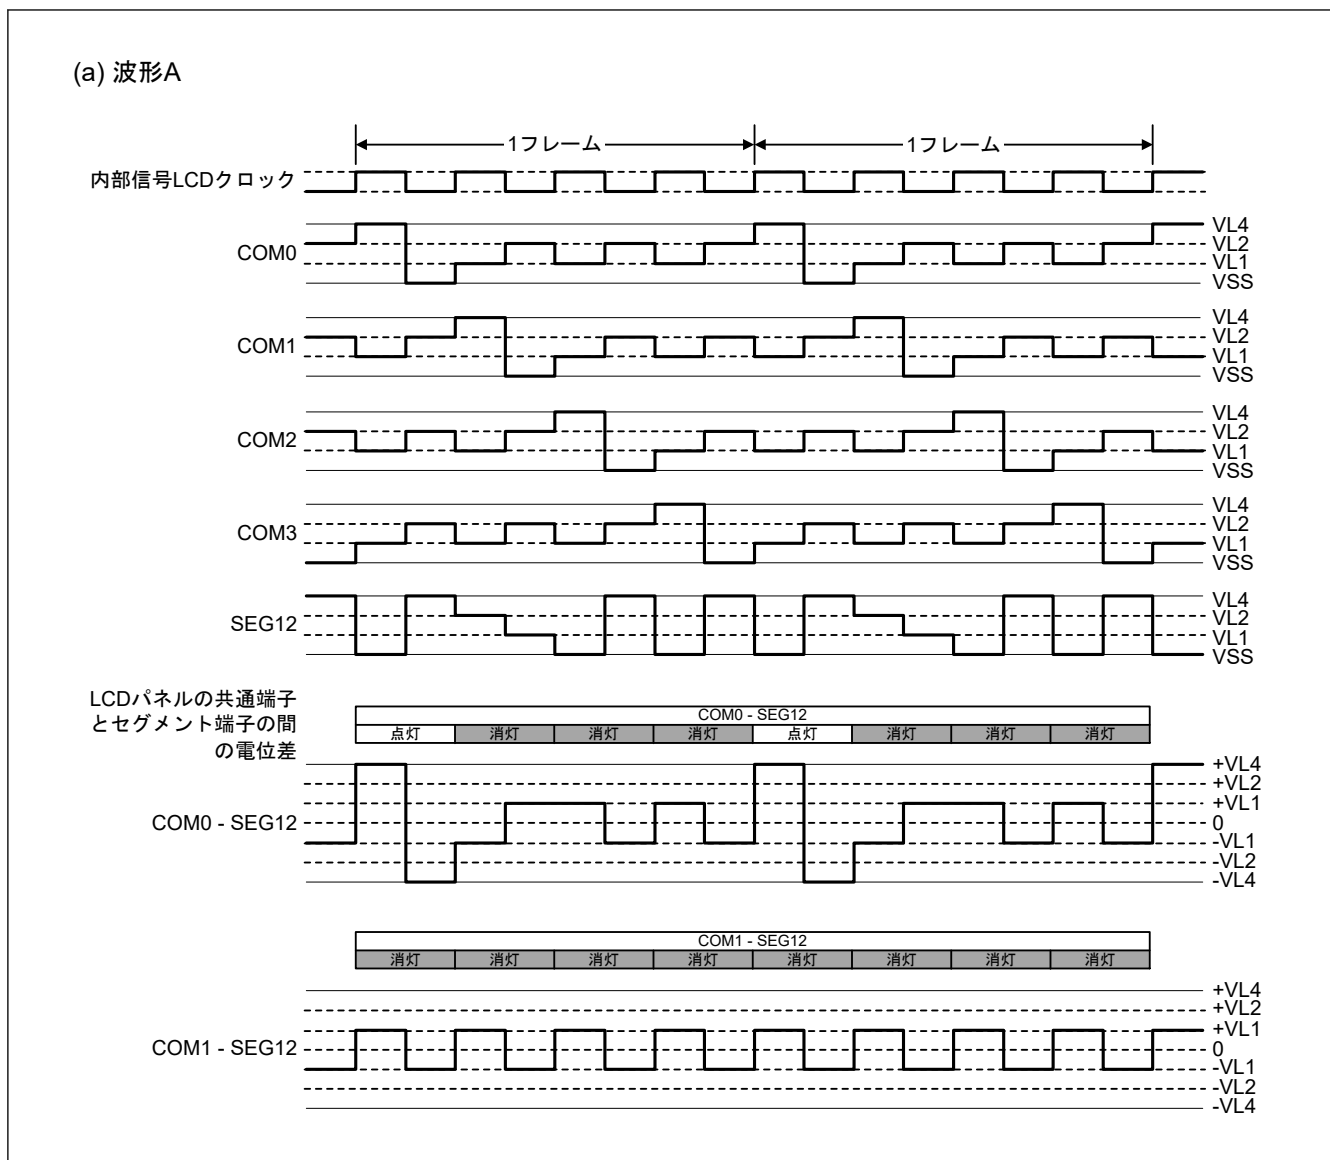 (a) 波形A
1フレーム 1フレーム
内部信号LCDクロック
COM0
VL4
VL2
VL1
VSS
COM1
VL4
VL2
VL1
VSS
COM2
VL4
VL2
VL1
VSS
COM3
VL4
VL2
VL1
VSS
SEG12
VL4
VL2
VL1
VSS
LCDパネルの共通端子
とセグメント端子の間
の電位差
COM0 - SEG12
点灯 消灯 消灯 消灯 点灯 消灯 消灯 消灯
COM0 - SEG12
+VL4
+VL2
+VL1
0
-VL1
-VL2
-VL4
COM1 - SEG12
消灯 消灯 消灯 消灯 消灯 消灯 消灯 消灯
COM1 - SEG12
+VL4
+VL2
+VL1
0
-VL1
-VL2
-VL4